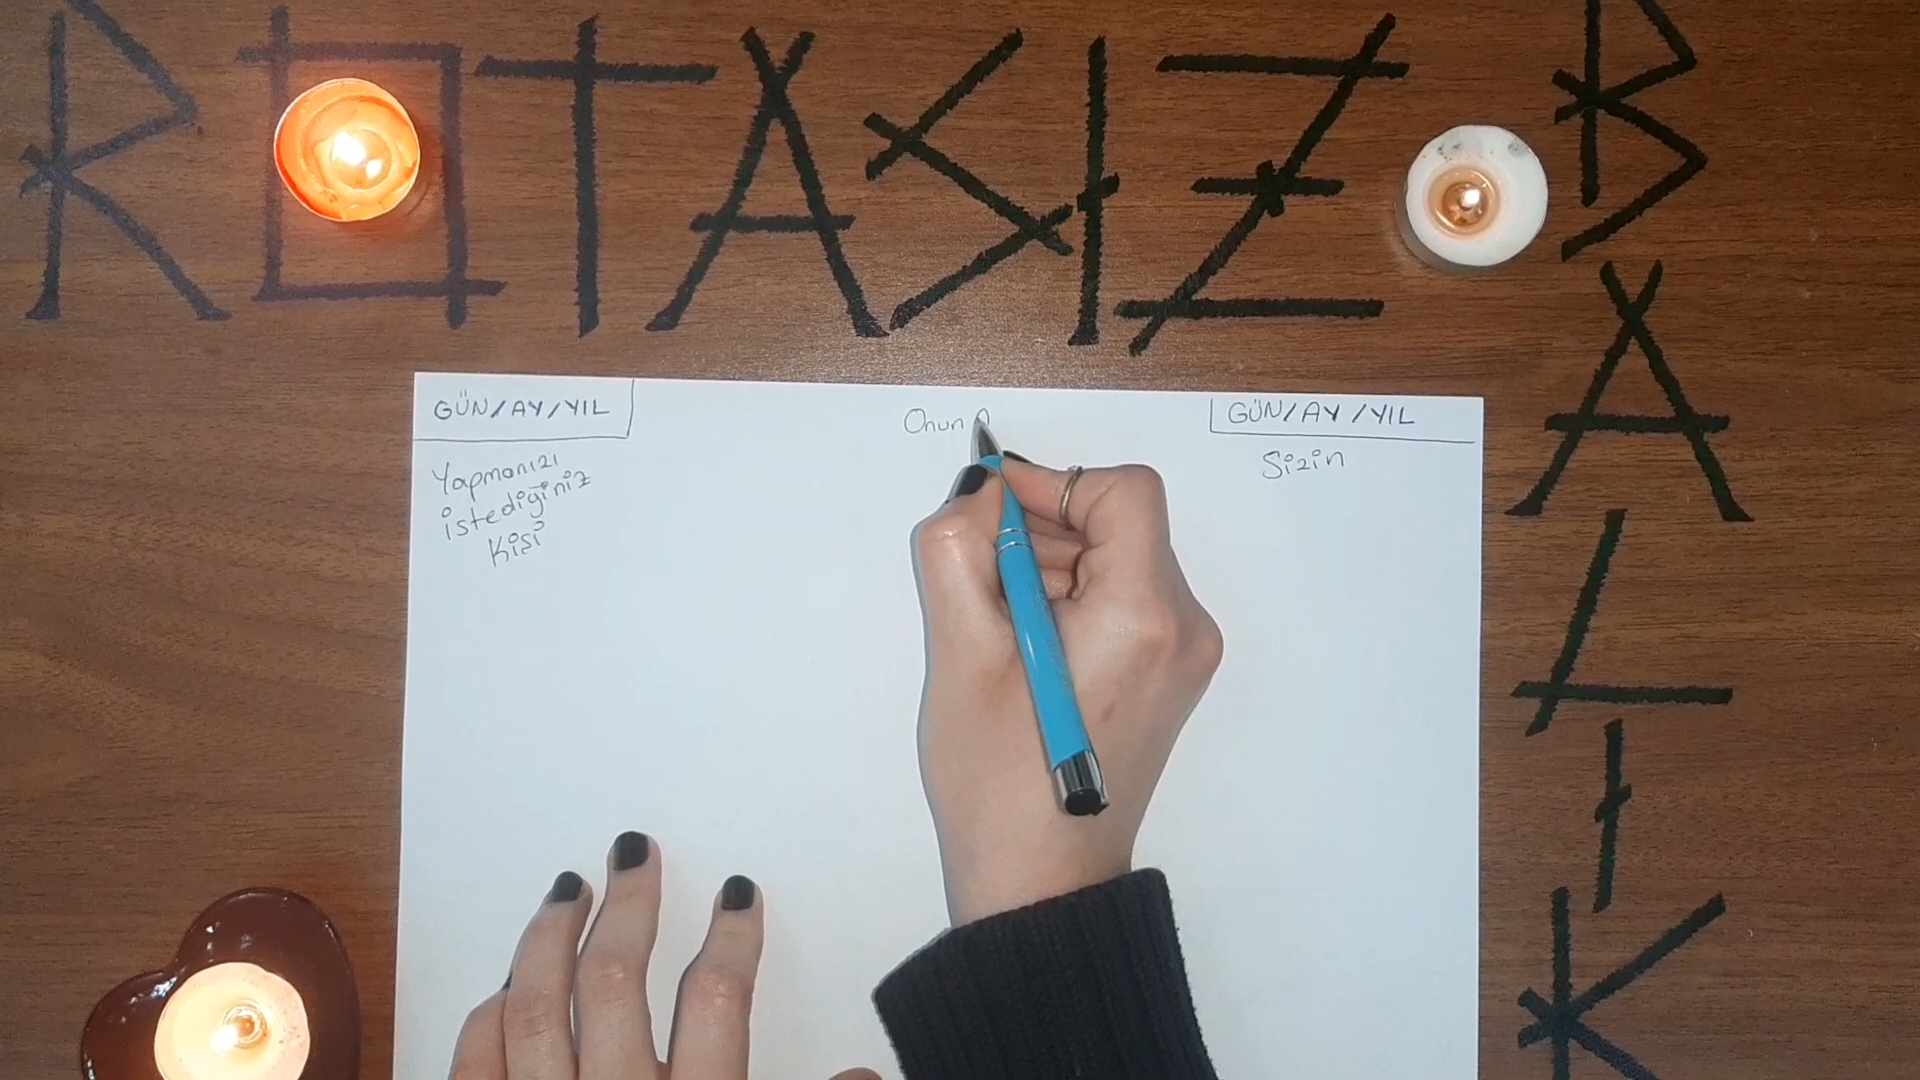 ROTASIZ
BALIK
GÜN/AY/YIL
Yapmanızı
istediğiniz
Kişi
Onun
GÜN/AY/YIL
Sizin